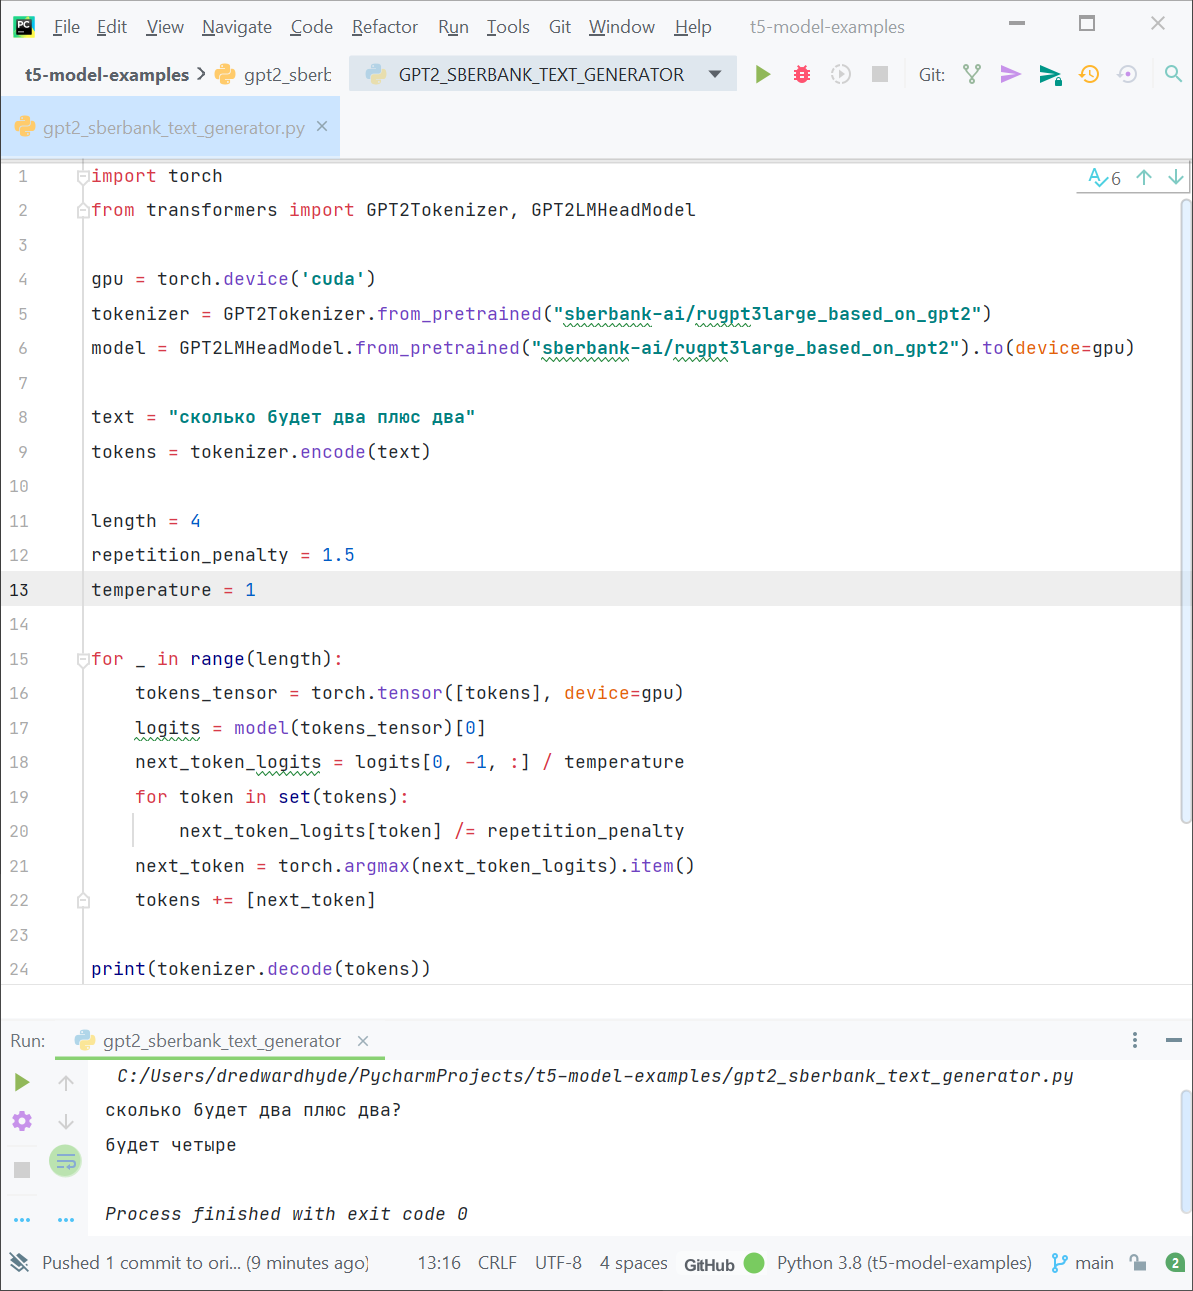 PC File Edit View Navigate Code Refactor Run Tools Git Window Help t5-model-examples
t5-model-examples gpt2_sberb GPT2_SBERBANK_TEXT_GENERATOR Git:
gpt2_sberbank_text_generator.py
1 import torch
6
2 from transformers import GPT2Tokenizer, GPT2LMHeadModel
3
4 gpu = torch.device('cuda')
5 tokenizer = GPT2Tokenizer.from_pretrained("sberbank-ai/rugpt3large_based_on_gpt2")
6 model = GPT2LMHeadModel.from_pretrained("sberbank-ai/rugpt3large_based_on_gpt2").to(device=gpu)
7
8 text = "сколько будет два плюс два"
9 tokens = tokenizer.encode(text)
10
11 length = 4
12 repetition_penalty = 1.5
13 temperature = 1
14
15 for _ in range(length):
16     tokens_tensor = torch.tensor([tokens], device=gpu)
17     logits = model(tokens_tensor)[0]
18     next_token_logits = logits[0, -1, :] / temperature
19     for token in set(tokens):
20         next_token_logits[token] /= repetition_penalty
21     next_token = torch.argmax(next_token_logits).item()
22     tokens += [next_token]
23
24 print(tokenizer.decode(tokens))
Run: gpt2_sberbank_text_generator
C:/Users/dredwardhyde/PycharmProjects/t5-model-examples/gpt2_sberbank_text_generator.py
сколько будет два плюс два?
будет четыре
Process finished with exit code 0
Pushed 1 commit to ori... (9 minutes ago) 13:16 CRLF UTF-8 4 spaces GitHub Python 3.8 (t5-model-examples) main 2